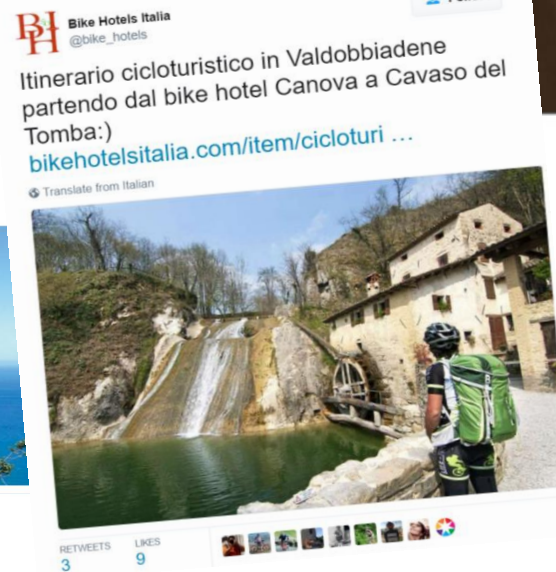 BH
Bike Hotels Italia
@bike_hotels
Itinerario cicloturistico in Valdobbiadene
partendo dal bike hotel Canova a Cavaso del
Tomba:)
bikehotelsitalia.com/item/cicloturi …
Translate from Italian
RETWEETS
LIKES
3
9